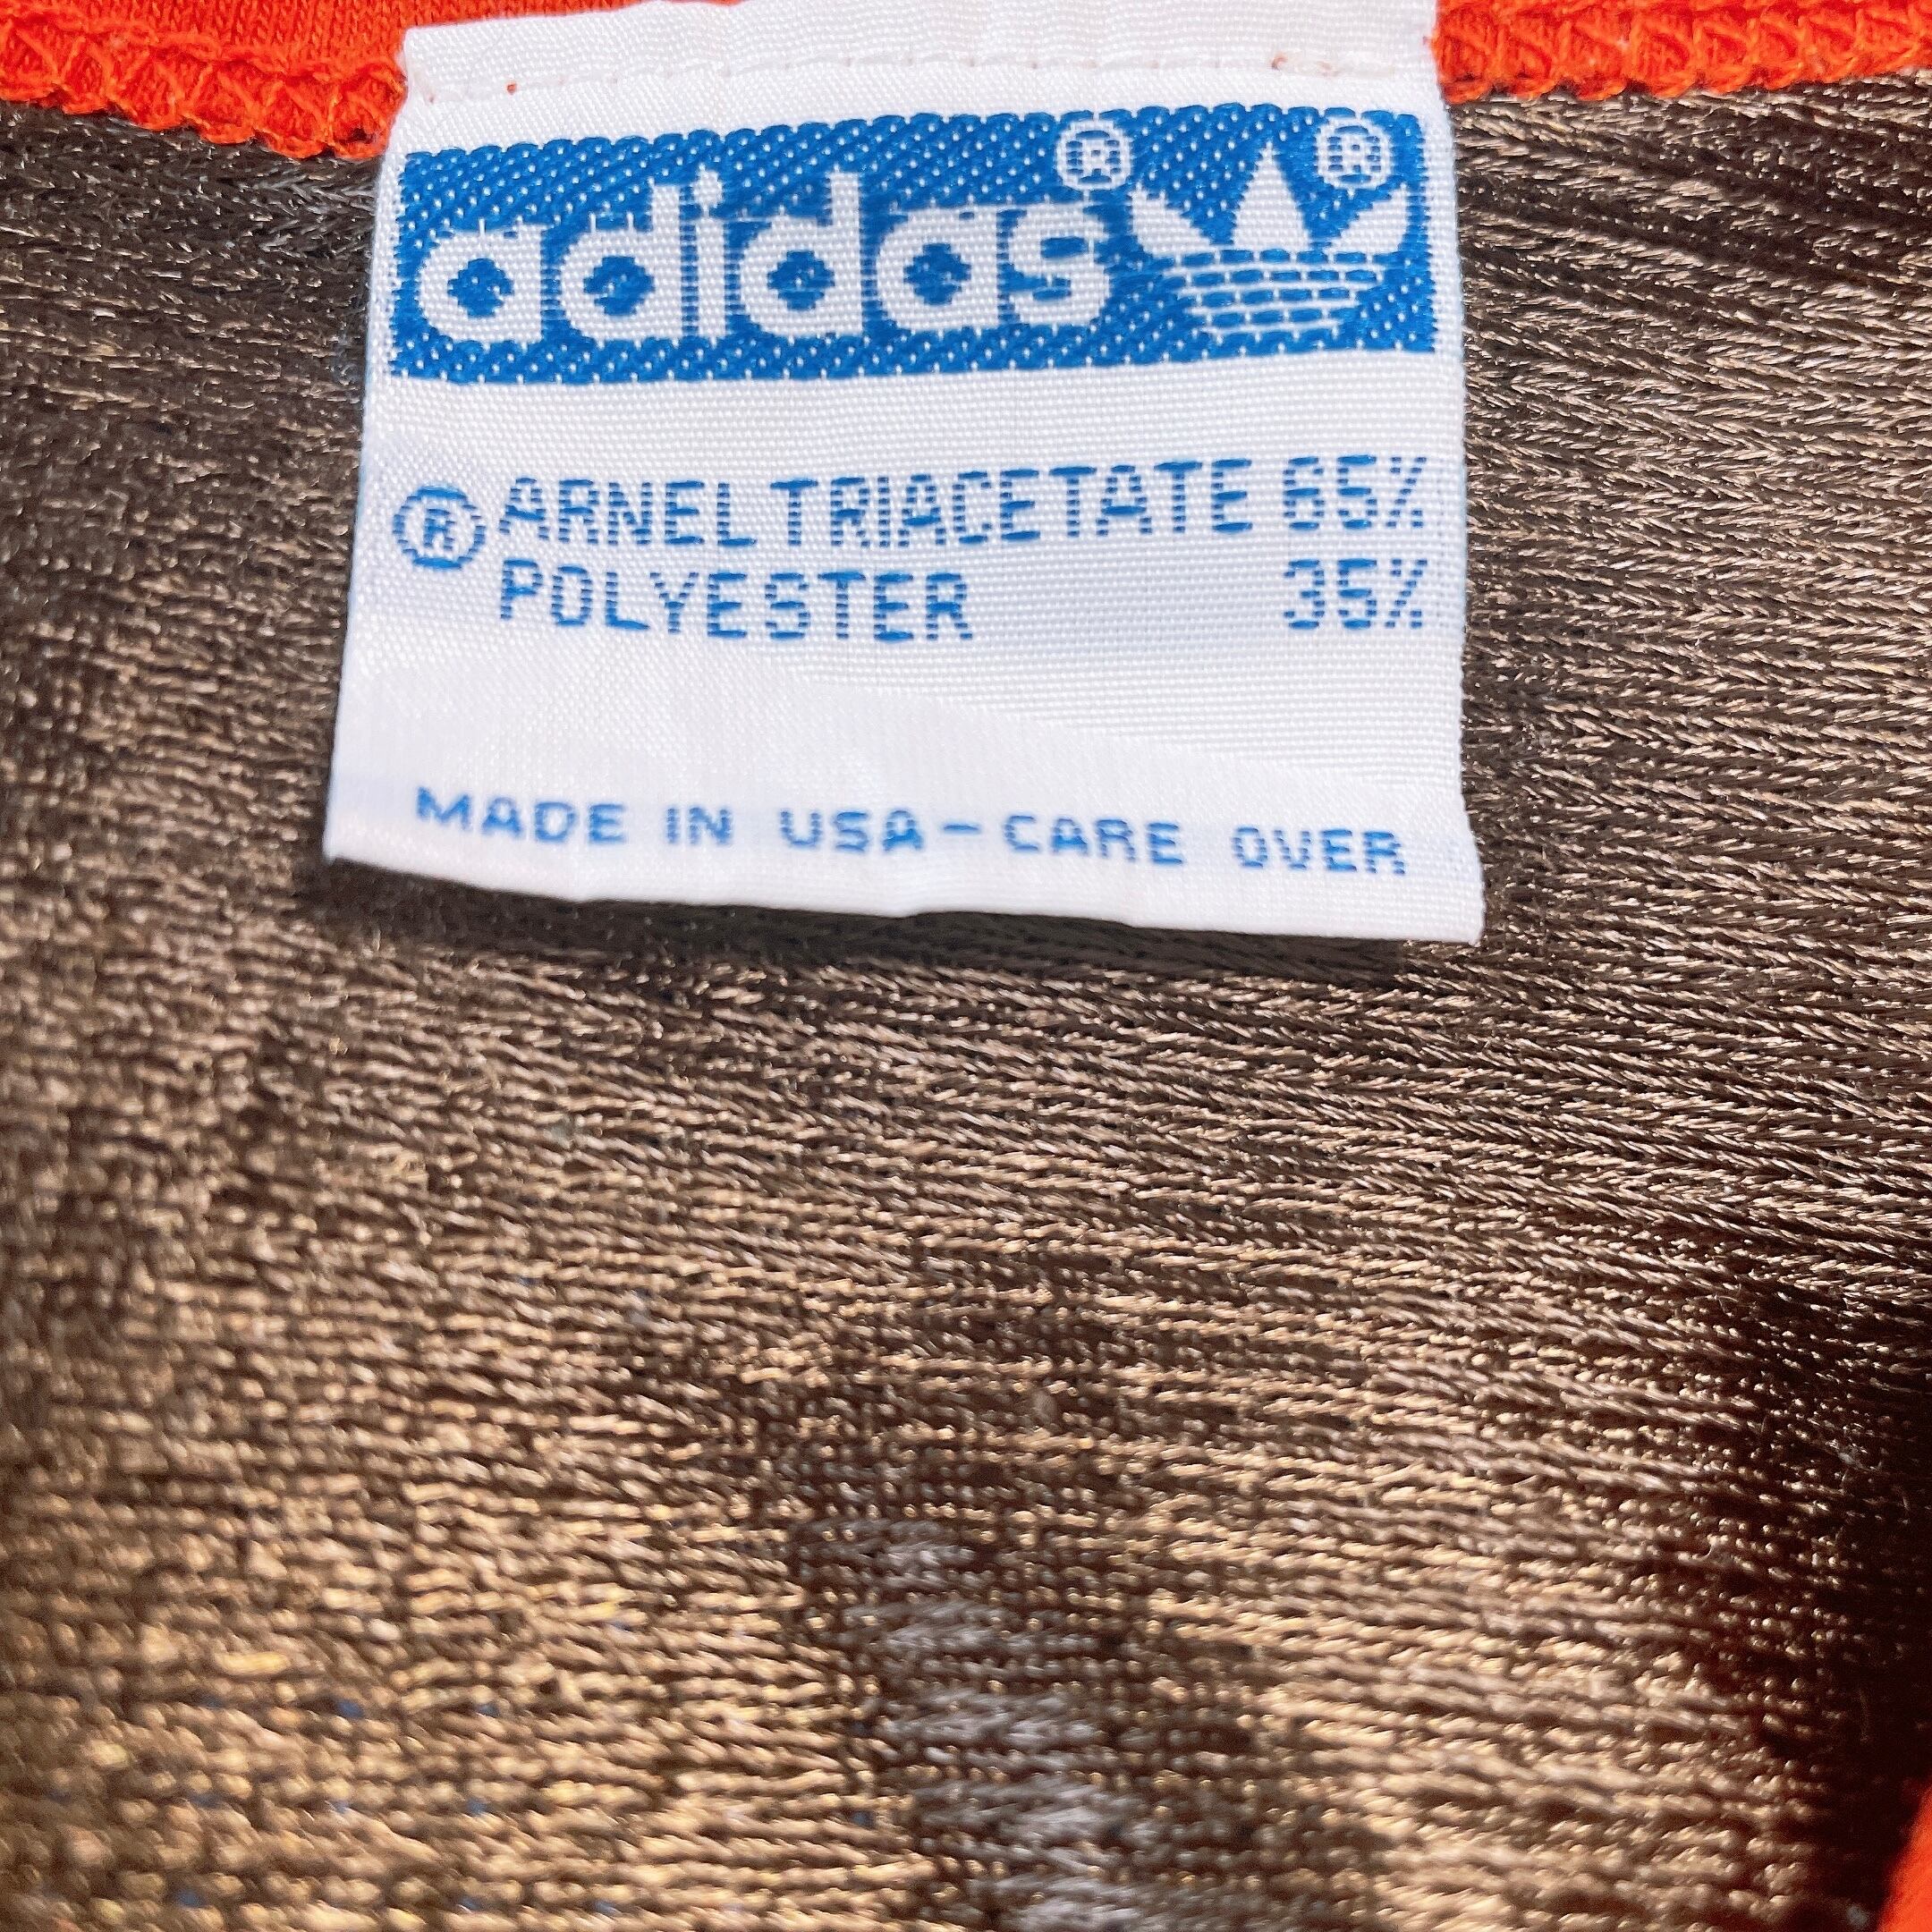 adidas® ®
® ARNEL TRIACETATE 65%
POLYESTER 35%
MADE IN USA-CARE OVER